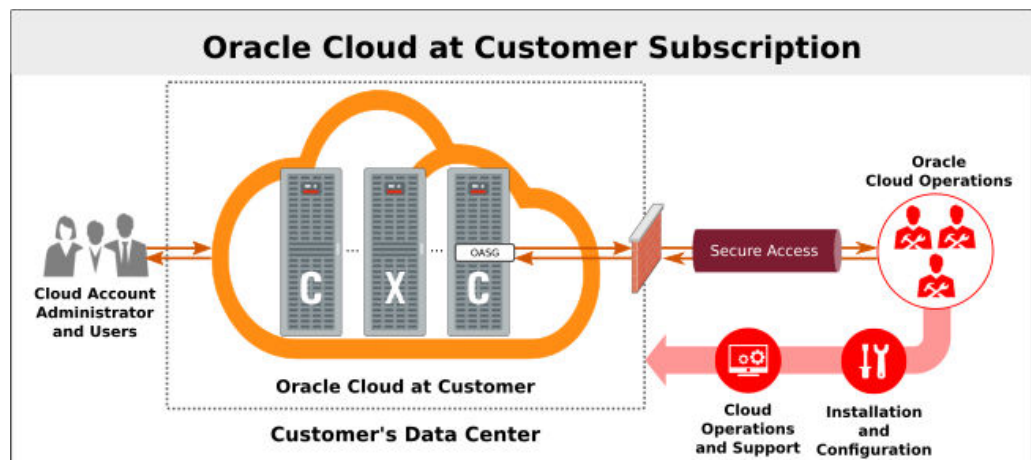 Oracle Cloud at Customer Subscription
Oracle
Cloud Operations
OASG
Secure Access
C
X
C
...
...
Cloud Account
Administrator
and Users
Oracle Cloud at Customer
Customer's Data Center
Cloud
Operations
and Support
Installation
and
Configuration